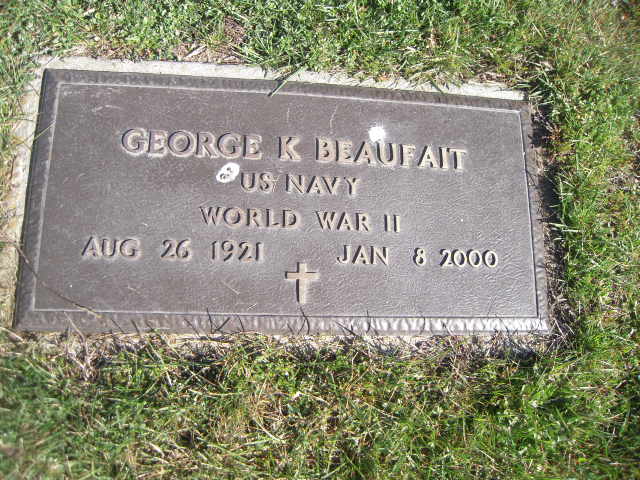 GEORGE K BEAUFAIT
US NAVY
WORLD WAR II
AUG 26 1921 JAN 8 2000